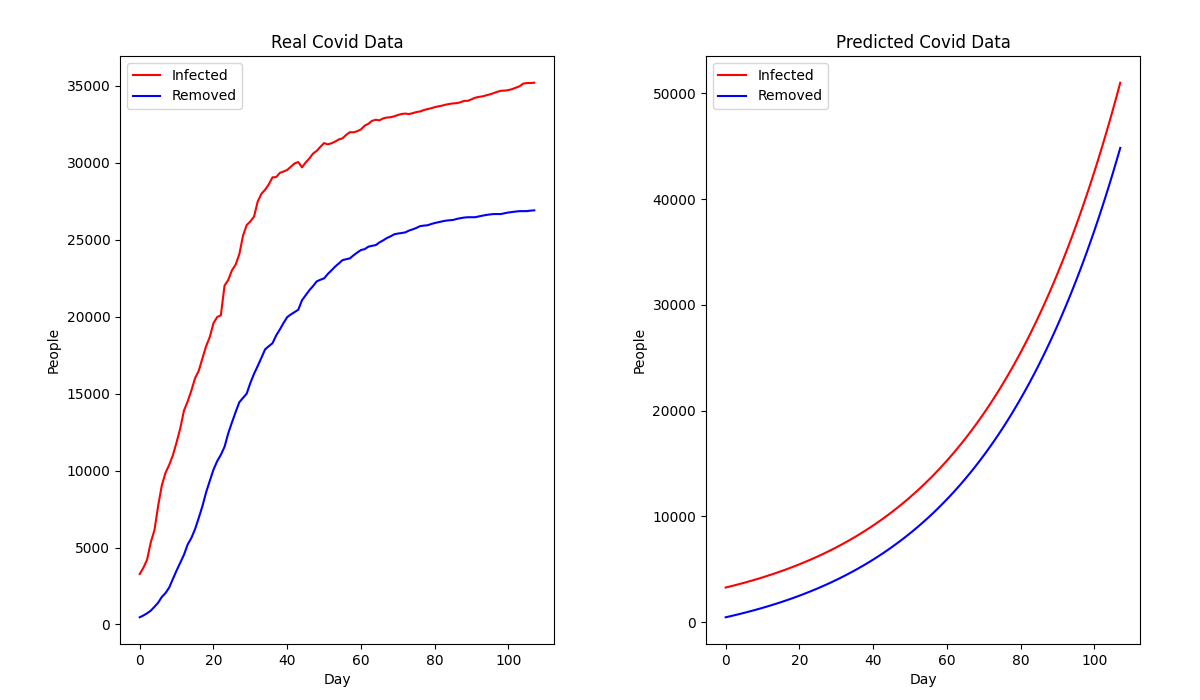 Real Covid Data
Infected
Removed
35000
30000
25000
20000
15000
10000
5000
0
People
0 20 40 60 80 100
Day
Predicted Covid Data
Infected
Removed
50000
40000
30000
20000
10000
0
People
0 20 40 60 80 100
Day